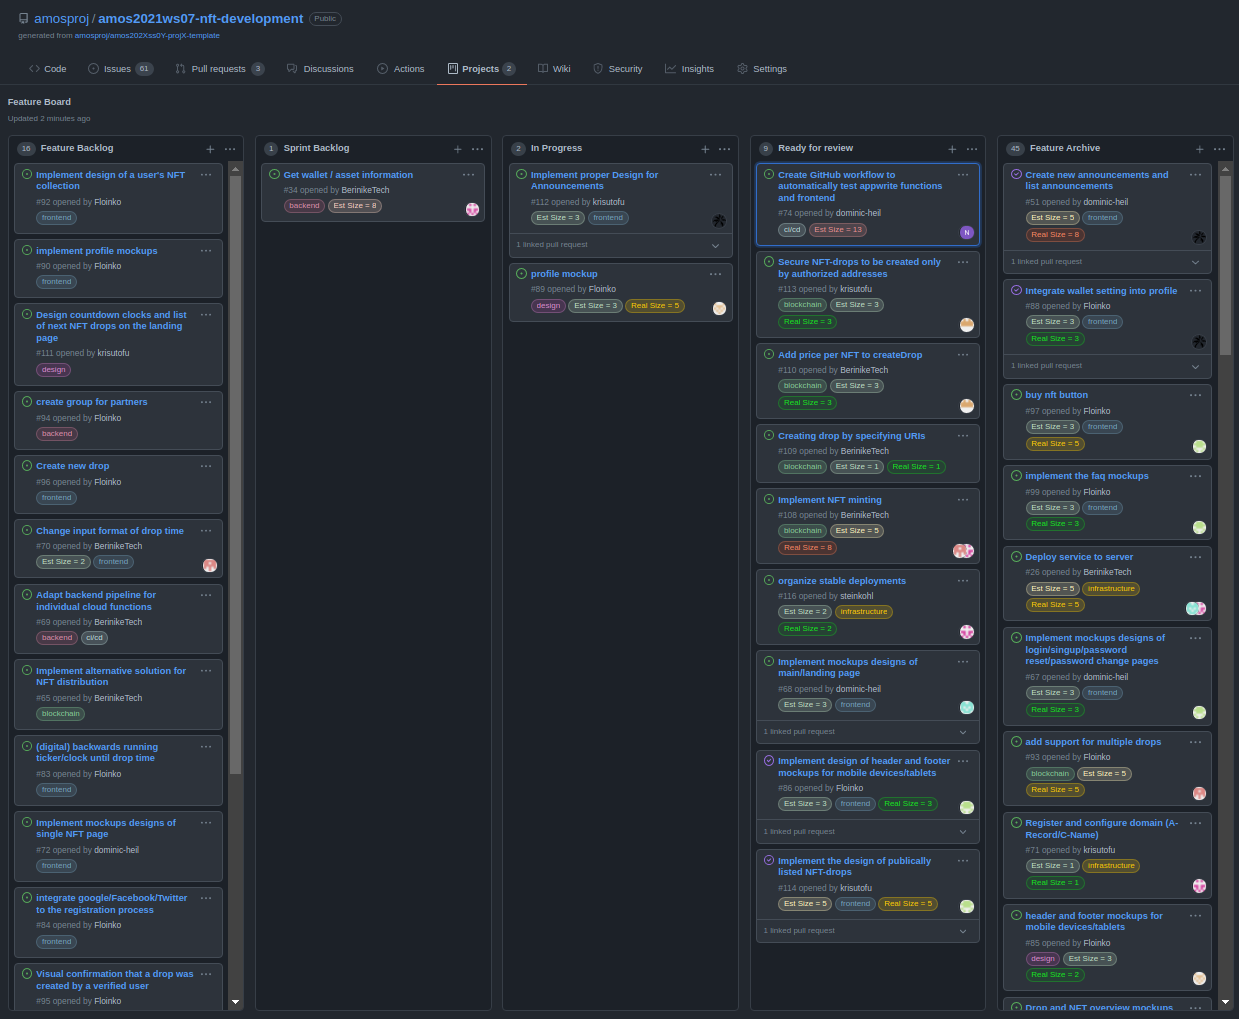 amosproj / amos2021ws07-nft-development Public
generated from amosproj/amos202Xss0Y-projX-template
Code Issues 61 Pull requests 3 Discussions Actions Projects 2 Wiki Security Insights Settings
Feature Board
Updated 2 minutes ago
16 Feature Backlog
Implement design of a user's NFT
collection
#92 opened by Floinko
frontend
implement profile mockups
#90 opened by Floinko
frontend
Design countdown clocks and list
of next NFT drops on the landing
page
#111 opened by krisutofu
design
create group for partners
#94 opened by Floinko
backend
Create new drop
#96 opened by Floinko
frontend
Change input format of drop time
#70 opened by BerinikeTech
Est Size = 2 frontend
Adapt backend pipeline for
individual cloud functions
#69 opened by BerinikeTech
backend ci/cd
Implement alternative solution for
NFT distribution
#65 opened by BerinikeTech
blockchain
(digital) backwards running
ticker/clock until drop time
#83 opened by Floinko
frontend
Implement mockups designs of
single NFT page
#72 opened by dominic-heil
frontend
integrate google/Facebook/Twitter
to the registration process
#84 opened by Floinko
frontend
Visual confirmation that a drop was
created by a verified user
#95 opened by Floinko
1 Sprint Backlog
Get wallet / asset information
#34 opened by BerinikeTech
backend Est Size = 8
2 In Progress
Implement proper Design for
Announcements
#112 opened by krisutofu
Est Size = 3 frontend
1 linked pull request
profile mockup
#89 opened by Floinko
design Est Size = 3 Real Size = 5
9 Ready for review
Create GitHub workflow to
automatically test appwrite functions
and frontend
#74 opened by dominic-heil
ci/cd Est Size = 13
N
Secure NFT-drops to be created only
by authorized addresses
#113 opened by krisutofu
blockchain Est Size = 3
Real Size = 3
Add price per NFT to createDrop
#110 opened by BerinikeTech
blockchain Est Size = 3
Real Size = 3
Creating drop by specifying URIs
#109 opened by BerinikeTech
blockchain Est Size = 1 Real Size = 1
Implement NFT minting
#108 opened by BerinikeTech
blockchain Est Size = 5
Real Size = 8
organize stable deployments
#116 opened by steinkohl
Est Size = 2 infrastructure
Real Size = 2
Implement mockups designs of
main/landing page
#68 opened by dominic-heil
Est Size = 3 frontend
1 linked pull request
Implement design of header and footer
mockups for mobile devices/tablets
#86 opened by Floinko
Est Size = 3 frontend Real Size = 3
1 linked pull request
Implement the design of publically
listed NFT-drops
#114 opened by krisutofu
Est Size = 5 frontend Real Size = 5
1 linked pull request
45 Feature Archive
Create new announcements and
list announcements
#51 opened by dominic-heil
Est Size = 5 frontend
Real Size = 8
1 linked pull request
Integrate wallet setting into profile
#88 opened by Floinko
Est Size = 3 frontend
Real Size = 3
1 linked pull request
buy nft button
#97 opened by Floinko
Est Size = 3 frontend
Real Size = 5
implement the faq mockups
#99 opened by Floinko
Est Size = 3 frontend
Real Size = 3
Deploy service to server
#26 opened by BerinikeTech
Est Size = 5 infrastructure
Real Size = 5
Implement mockups designs of
login/singup/password
reset/password change pages
#67 opened by dominic-heil
Est Size = 3 frontend
Real Size = 3
add support for multiple drops
#93 opened by Floinko
blockchain Est Size = 5
Real Size = 5
Register and configure domain (A-
Record/C-Name)
#71 opened by krisutofu
Est Size = 1 infrastructure
Real Size = 1
header and footer mockups for
mobile devices/tablets
#85 opened by Floinko
design Est Size = 3
Real Size = 2
Drop and NFT overview mockups